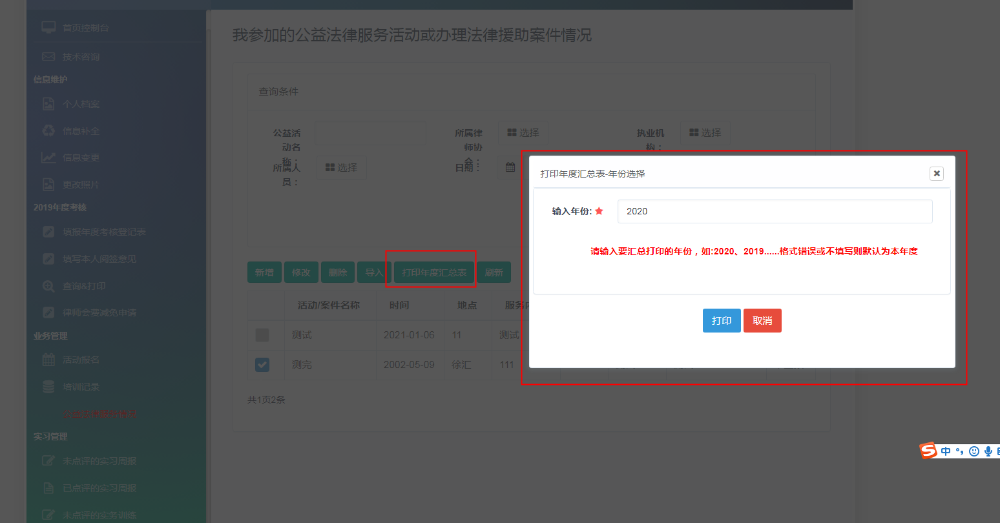 首页控制台
技术咨询
信息维护
个人档案
信息补全
信息变更
更改照片
2019年度考核
填报年度考核登记表
填写本人阅签意见
查询&打印
律师会费减免申请
业务管理
活动报名
培训记录
实习管理
未点评的实习周报
已点评的实习周报
未点评的实务训练
我参加的公益法律服务活动或办理法律援助案件情况
查询条件
公益活动名称：
所属律师协会：
选择
执业机构：
选择
所属人员：
选择
日期：
新增 修改 删除 导入 打印年度汇总表 刷新
活动/案件名称 时间 地点 服务
测试 2021-01-06 11 测试
测完 2002-05-09 徐汇 111
共1页2条
打印年度汇总表-年份选择
输入年份: 2020
请输入要汇总打印的年份，如:2020、2019......格式错误或不填写则默认为本年度
打印 取消
中